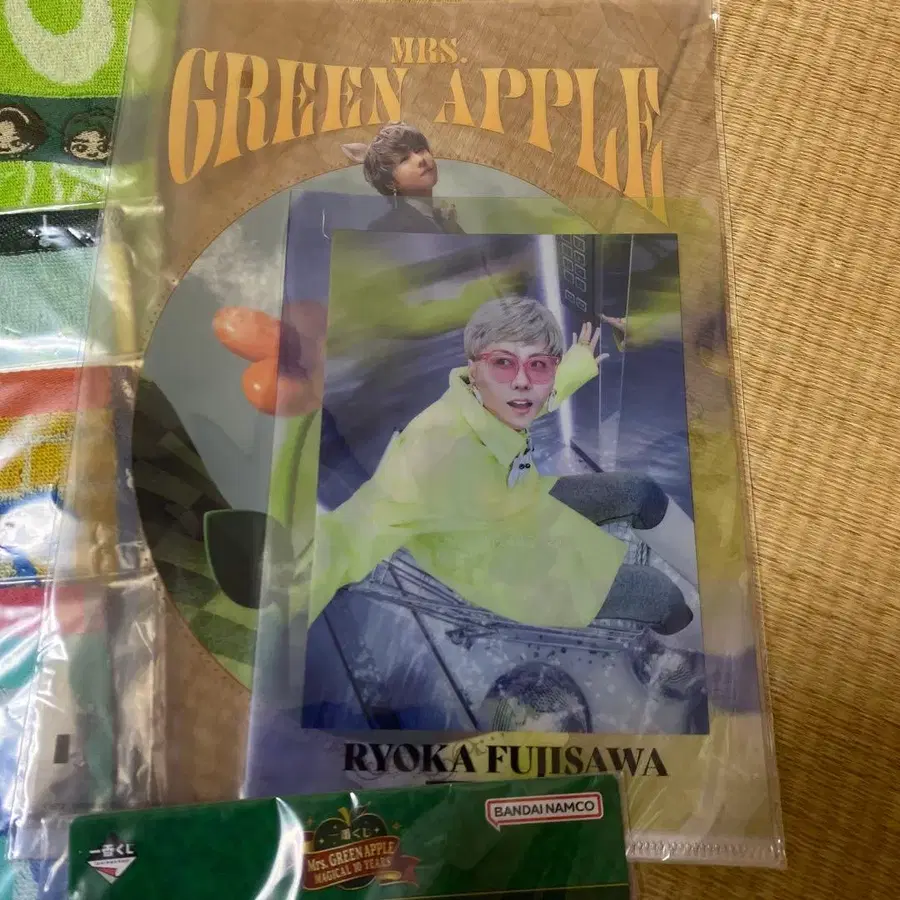 MRS.
GREEN APPLE
RYOKA FUJISAWA
BANDAI NAMCO
一番くじ
一番くじ
Mrs. GREEN APPLE
MAGICAL 10 YEARS